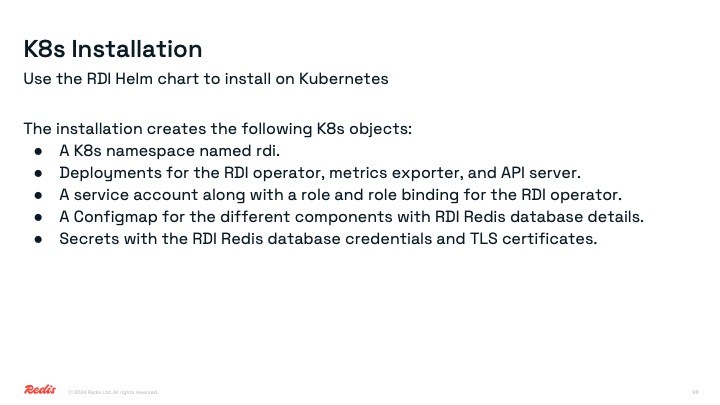 K8s Installation
Use the RDI Helm chart to install on Kubernetes
The installation creates the following K8s objects:
● A K8s namespace named rdi.
● Deployments for the RDI operator, metrics exporter, and API server.
● A service account along with a role and role binding for the RDI operator.
● A Configmap for the different components with RDI Redis database details.
● Secrets with the RDI Redis database credentials and TLS certificates.
Redis
Redis Ltd. All rights reserved.